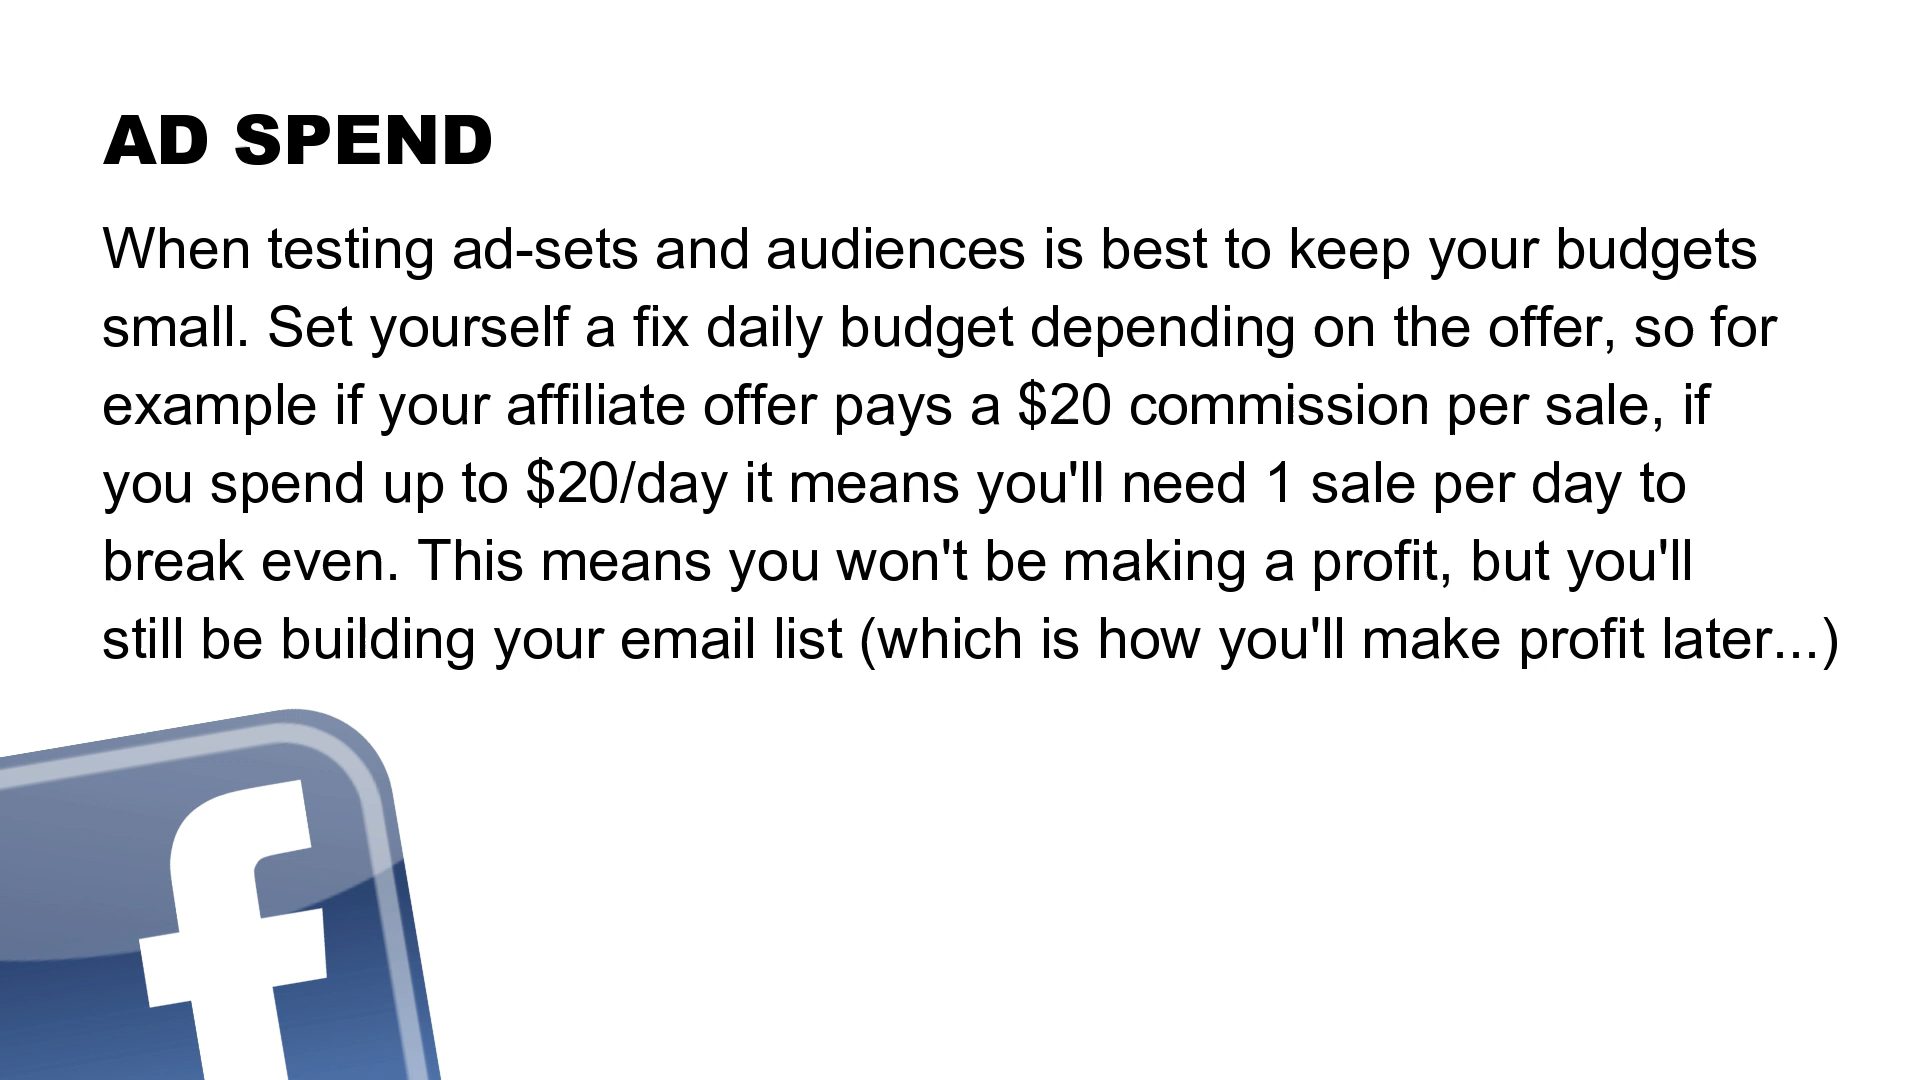 AD SPEND
When testing ad-sets and audiences is best to keep your budgets
small. Set yourself a fix daily budget depending on the offer, so for
example if your affiliate offer pays a $20 commission per sale, if
you spend up to $20/day it means you'll need 1 sale per day to
break even. This means you won't be making a profit, but you'll
still be building your email list (which is how you'll make profit later...)
f